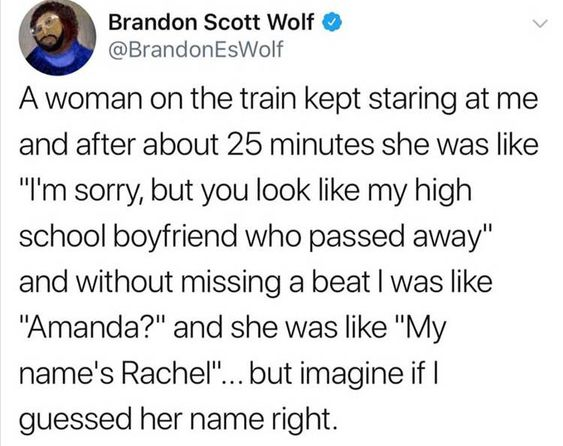 Brandon Scott Wolf
@BrandonEsWolf
A woman on the train kept staring at me
and after about 25 minutes she was like
"I'm sorry, but you look like my high
school boyfriend who passed away"
and without missing a beat I was like
"Amanda?" and she was like "My
name's Rachel"... but imagine if I
guessed her name right.